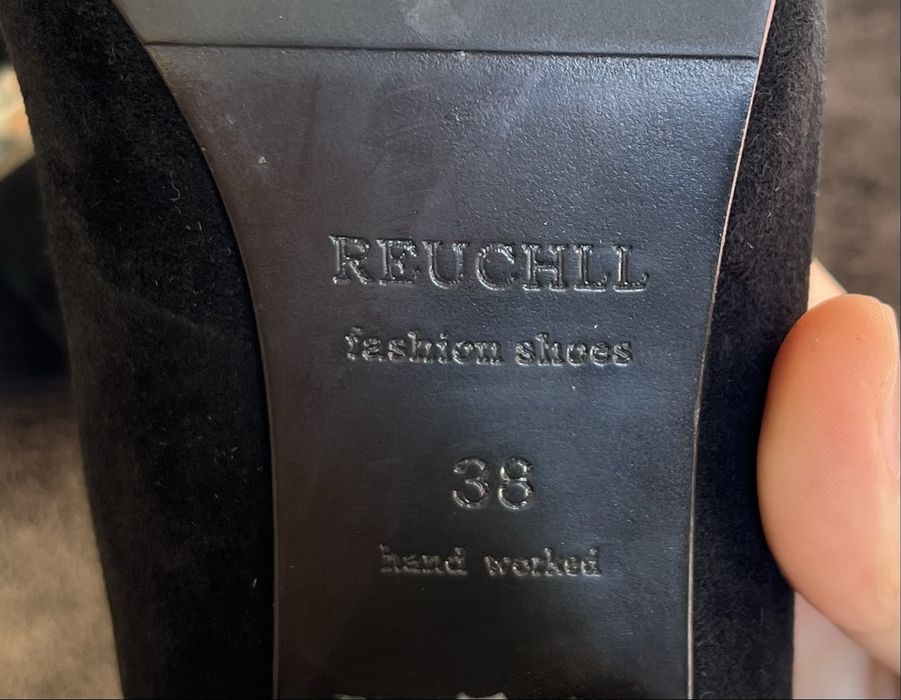 REUCHLL
fashion shoes
38
hand worked